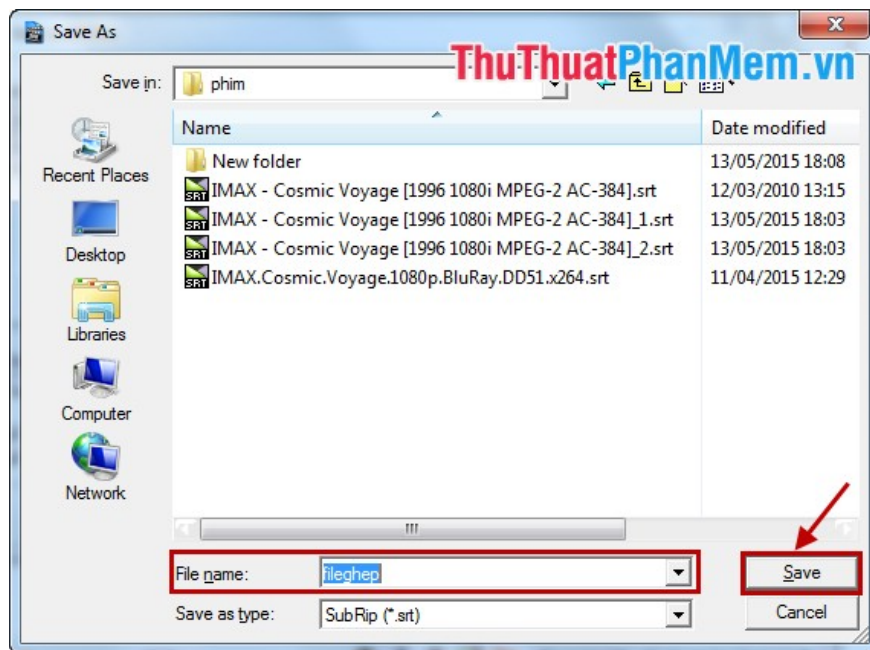 Save As
ThuThuatPhanMem.vn
Save in: phim
Name Date modified
New folder 13/05/2015 18:08
IMAX - Cosmic Voyage [1996 1080i MPEG-2 AC-384].srt 12/03/2010 13:15
IMAX - Cosmic Voyage [1996 1080i MPEG-2 AC-384]_1.srt 13/05/2015 18:03
IMAX - Cosmic Voyage [1996 1080i MPEG-2 AC-384]_2.srt 13/05/2015 18:03
IMAX.Cosmic.Voyage.1080p.BluRay.DD51.x264.srt 11/04/2015 12:29
SRT
SRT
SRT
SRT
Recent Places
Desktop
Libraries
Computer
Network
File name: fileghep Save
Save as type: SubRip (*.srt) Cancel